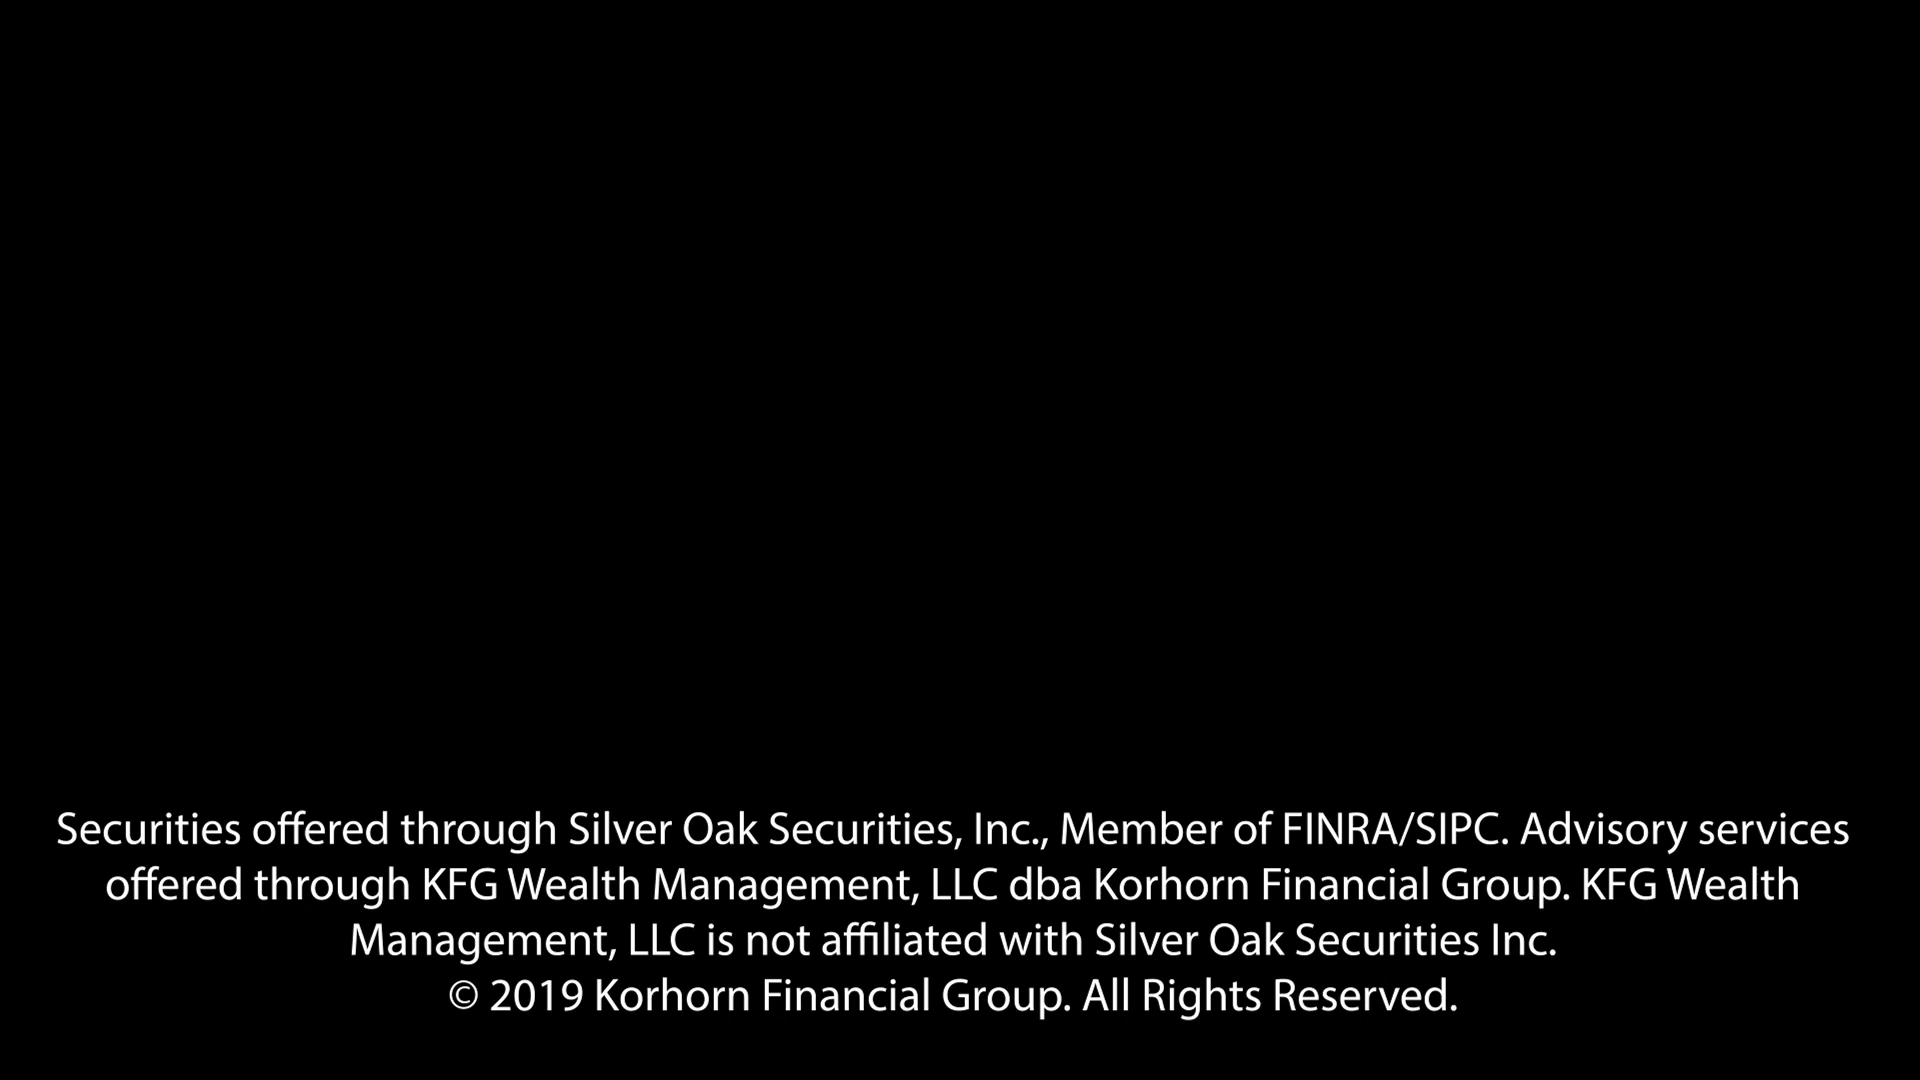 Securities offered through Silver Oak Securities, Inc., Member of FINRA/SIPC. Advisory services
offered through KFG Wealth Management, LLC dba Korhorn Financial Group. KFG Wealth
Management, LLC is not affiliated with Silver Oak Securities Inc.
© 2019 Korhorn Financial Group. All Rights Reserved.